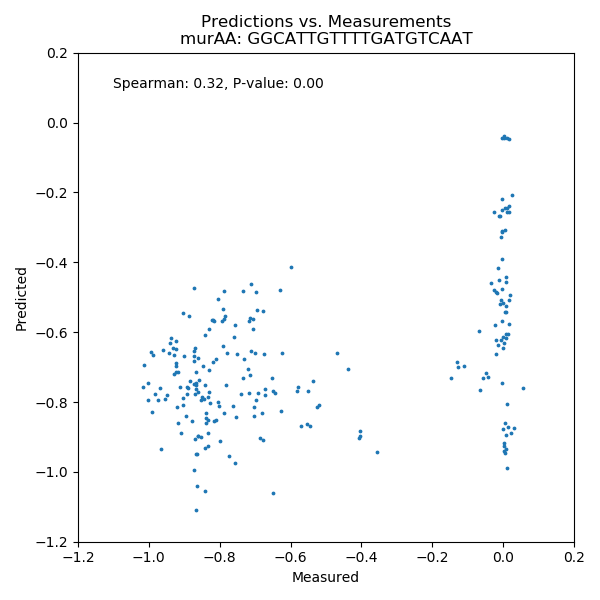 Predictions vs. Measurements
murAA: GGCATTGTTTTGATGTCAAT
Spearman: 0.32, P-value: 0.00
0.2
0.0
−0.2
−0.4
−0.6
−0.8
−1.0
−1.2
Predicted
−1.2 −1.0 −0.8 −0.6 −0.4 −0.2 0.0 0.2
Measured